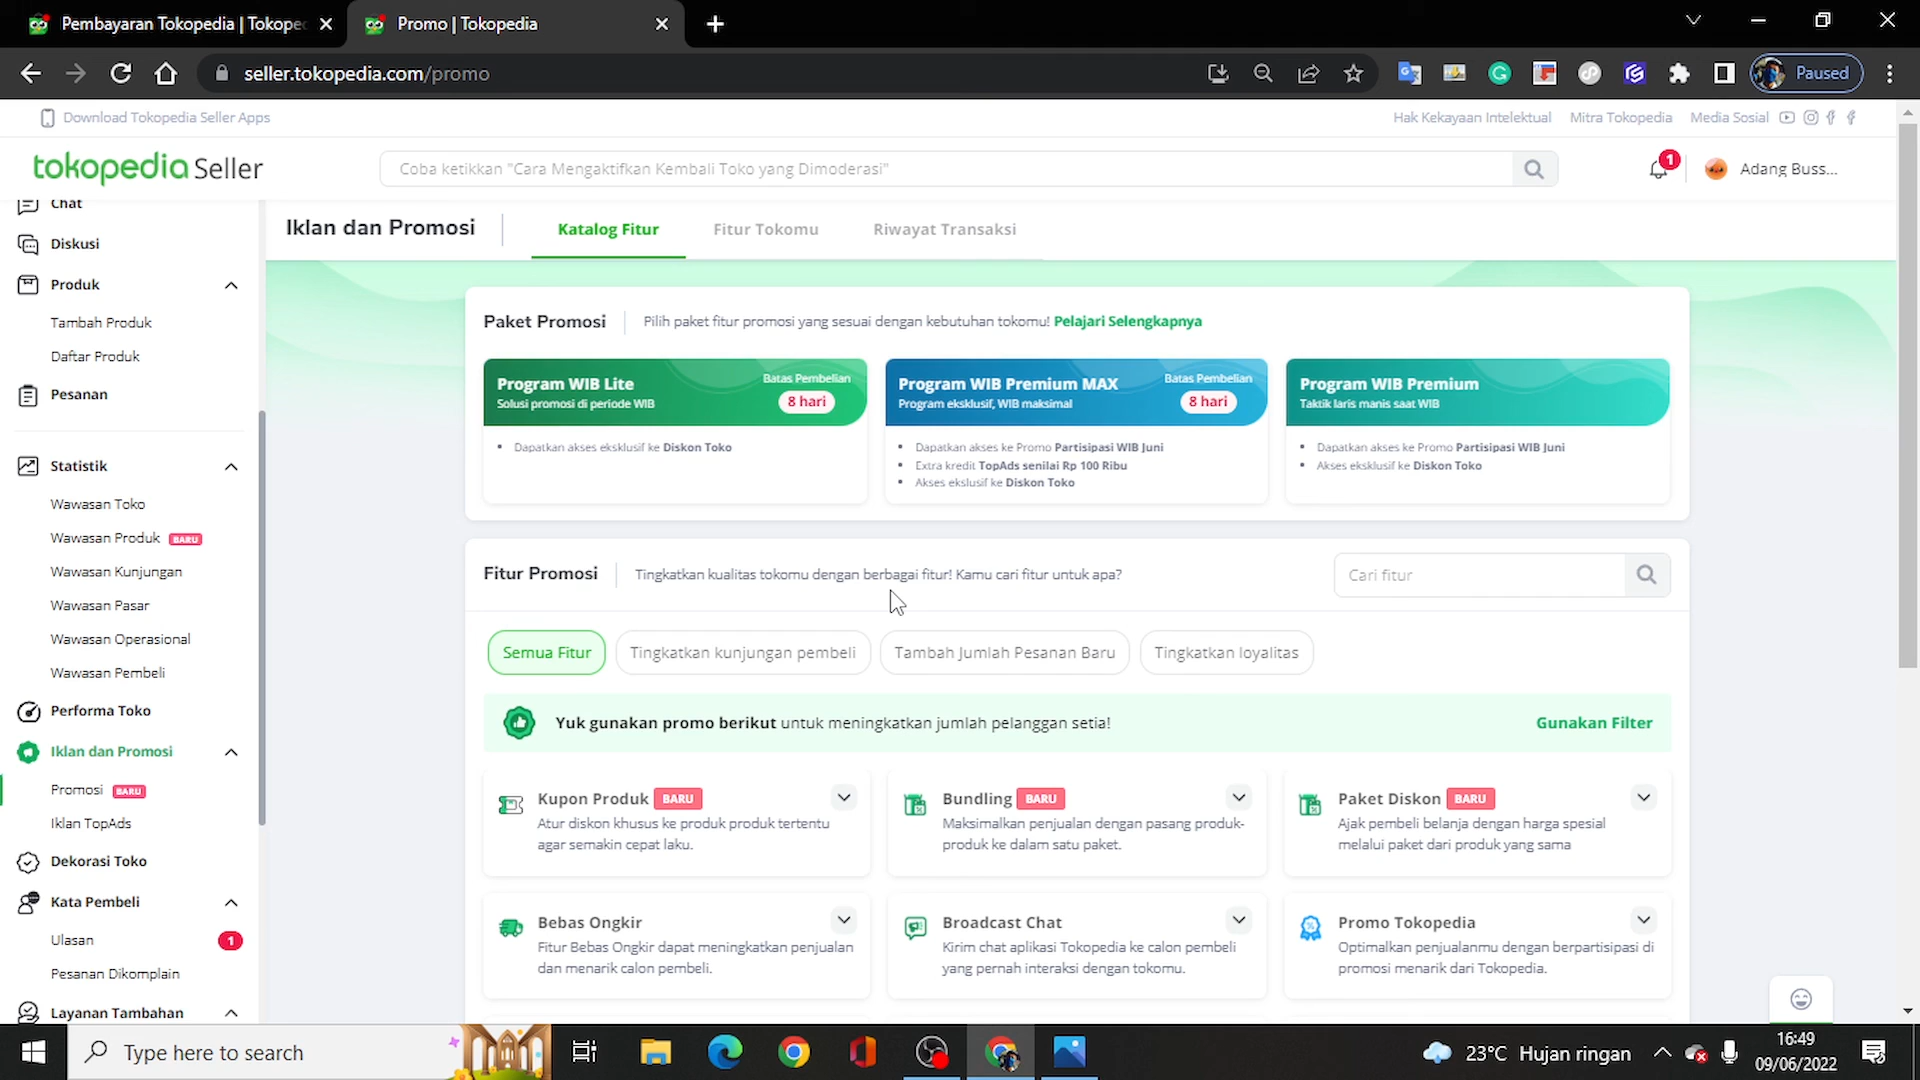 Pembayaran Tokopedia | Tokoped
Promo | Tokopedia
seller.tokopedia.com/promo
Paused
Download Tokopedia Seller Apps
Hak Kekayaan Intelektual
Mitra Tokopedia
Media Sosial
tokopedia Seller
Coba ketikkan "Cara Mengaktifkan Kembali Toko yang Dimoderasi"
1
Adang Buss...
Chat
Diskusi
Produk
Tambah Produk
Daftar Produk
Pesanan
Statistik
Wawasan Toko
Wawasan Produk BARU
Wawasan Kunjungan
Wawasan Pasar
Wawasan Operasional
Wawasan Pembeli
Performa Toko
Iklan dan Promosi
Promosi BARU
Iklan TopAds
Dekorasi Toko
Kata Pembeli
Ulasan 1
Pesanan Dikomplain
Layanan Tambahan
Iklan dan Promosi
Katalog Fitur
Fitur Tokomu
Riwayat Transaksi
Paket Promosi
Pilih paket fitur promosi yang sesuai dengan kebutuhan tokomu! Pelajari Selengkapnya
Program WIB Lite
Solusi promosi di periode WIB
Batas Pembelian
8 hari
Dapatkan akses eksklusif ke Diskon Toko
Program WIB Premium MAX
Program eksklusif, WIB maksimal
Batas Pembelian
8 hari
Dapatkan akses ke Promo Partisipasi WIB Juni
Extra kredit TopAds senilai Rp 100 Ribu
Akses ekslusif ke Diskon Toko
Program WIB Premium
Taktik laris manis saat WIB
Dapatkan akses ke Promo Partisipasi WIB Juni
Akses eksklusif ke Diskon Toko
Fitur Promosi
Tingkatkan kualitas tokomu dengan berbagai fitur! Kamu cari fitur untuk apa?
Cari fitur
Semua Fitur
Tingkatkan kunjungan pembeli
Tambah Jumlah Pesanan Baru
Tingkatkan loyalitas
Yuk gunakan promo berikut untuk meningkatkan jumlah pelanggan setia!
Gunakan Filter
Kupon Produk BARU
Atur diskon khusus ke produk produk tertentu
agar semakin cepat laku.
Bundling BARU
Maksimalkan penjualan dengan pasang produk-
produk ke dalam satu paket.
Paket Diskon BARU
Ajak pembeli belanja dengan harga spesial
melalui paket dari produk yang sama
Bebas Ongkir
Fitur Bebas Ongkir dapat meningkatkan penjualan
dan menarik calon pembeli.
Broadcast Chat
Kirim chat aplikasi Tokopedia ke calon pembeli
yang pernah interaksi dengan tokomu.
Promo Tokopedia
Optimalkan penjualanmu dengan berpartisipasi di
promosi menarik dari Tokopedia.
Type here to search
23°C Hujan ringan
16:49
09/06/2022